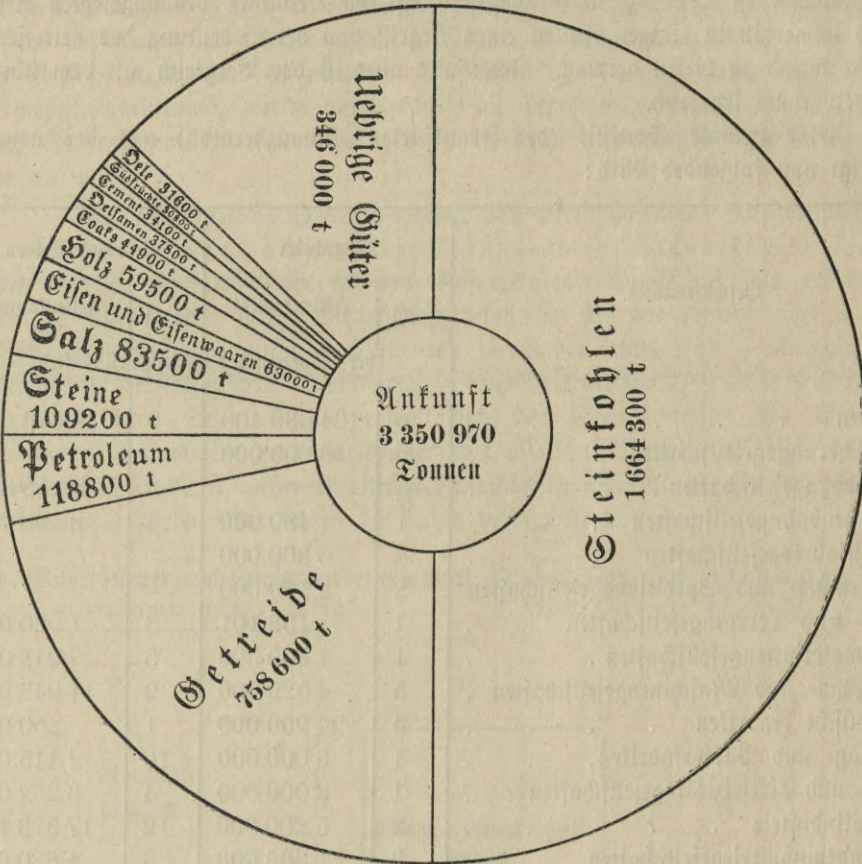 Uebrige Güter
346 000 t
Oele 31600 t
Südfrüchte
Cement 34100 t
Oelsamen 37800 t
Coaks 44900 t
Holz 59500 t
Eisen und Eisenwaaren 63000 t
Salz 83500 t
Steine
109200 t
Petroleum
118800 t
Getreide
758 600 t
Ankunft
3 350 970
Tonnen
Steinkohlen
1 664 300 t